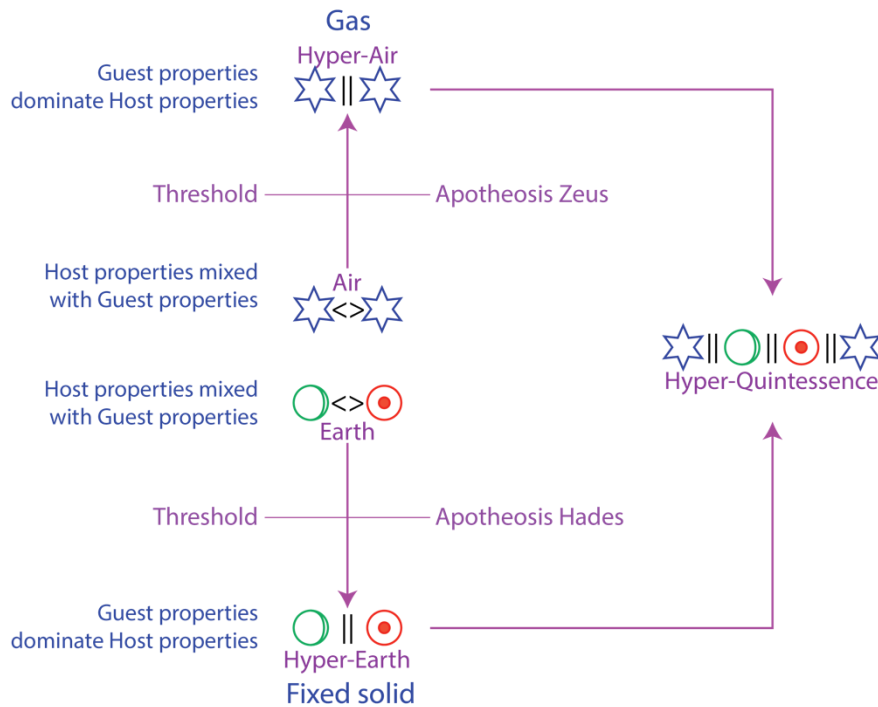 Gas
Hyper-Air
Guest properties
dominate Host properties
||
Threshold
Apotheosis Zeus
Host properties mixed
with Guest properties
Air
<>
|| || ||
Hyper-Quintessence
Host properties mixed
with Guest properties
<>
Earth
Threshold
Apotheosis Hades
Guest properties
dominate Host properties
||
Hyper-Earth
Fixed solid